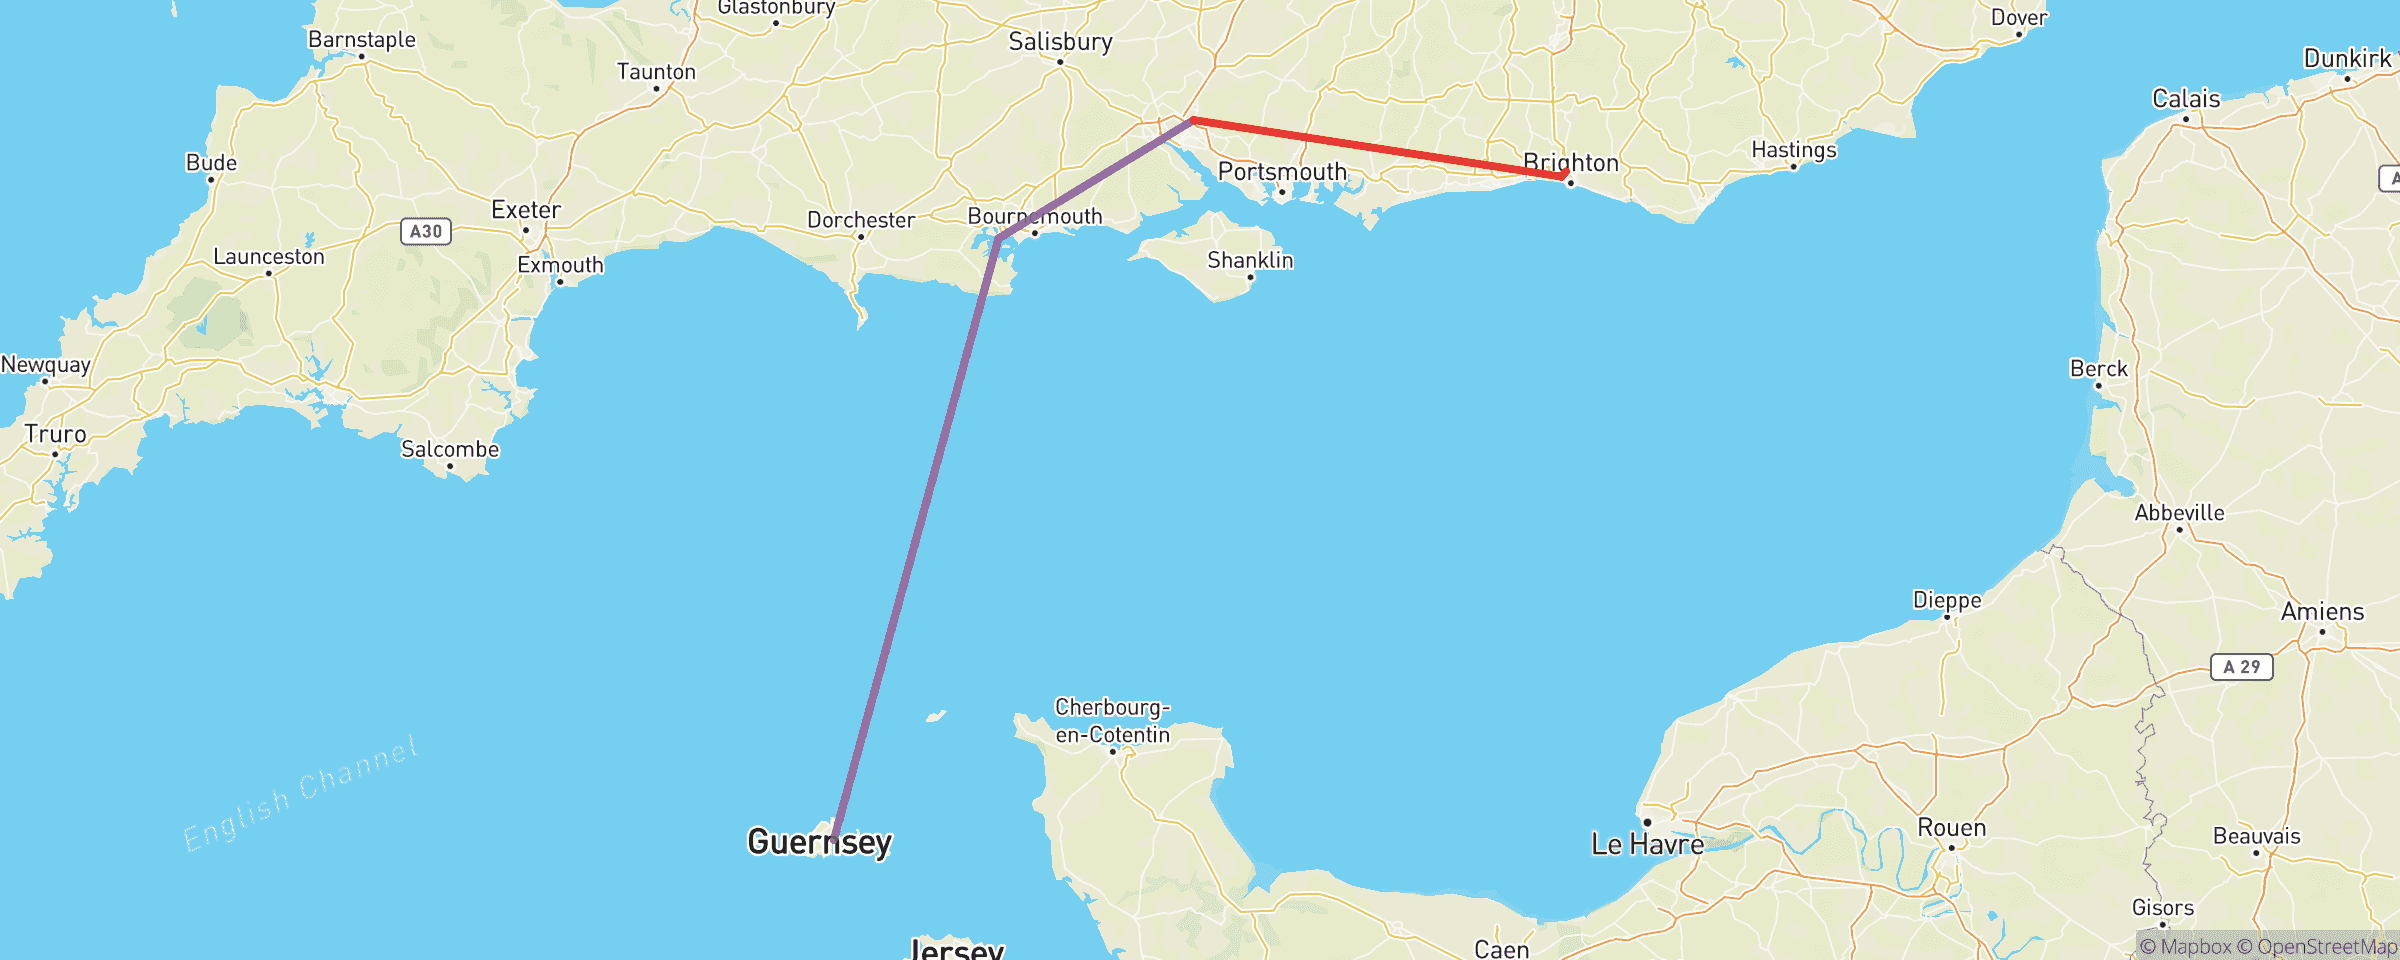 Glastonbury
Dover
Barnstaple
Salisbury
Dunkirk
Taunton
Calais
Bude
Brighton
Hastings
Portsmouth
A30
Exeter
Dorchester
Bournemouth
Launceston
Exmouth
Shanklin
Newquay
Berck
Truro
Salcombe
Abbeville
Dieppe
Amiens
A 29
Cherbourg-
en-Cotentin
English Channel
Guernsey
Le Havre
Rouen
Beauvais
Gisors
Jersey
Caen
© Mapbox © OpenStreetMap